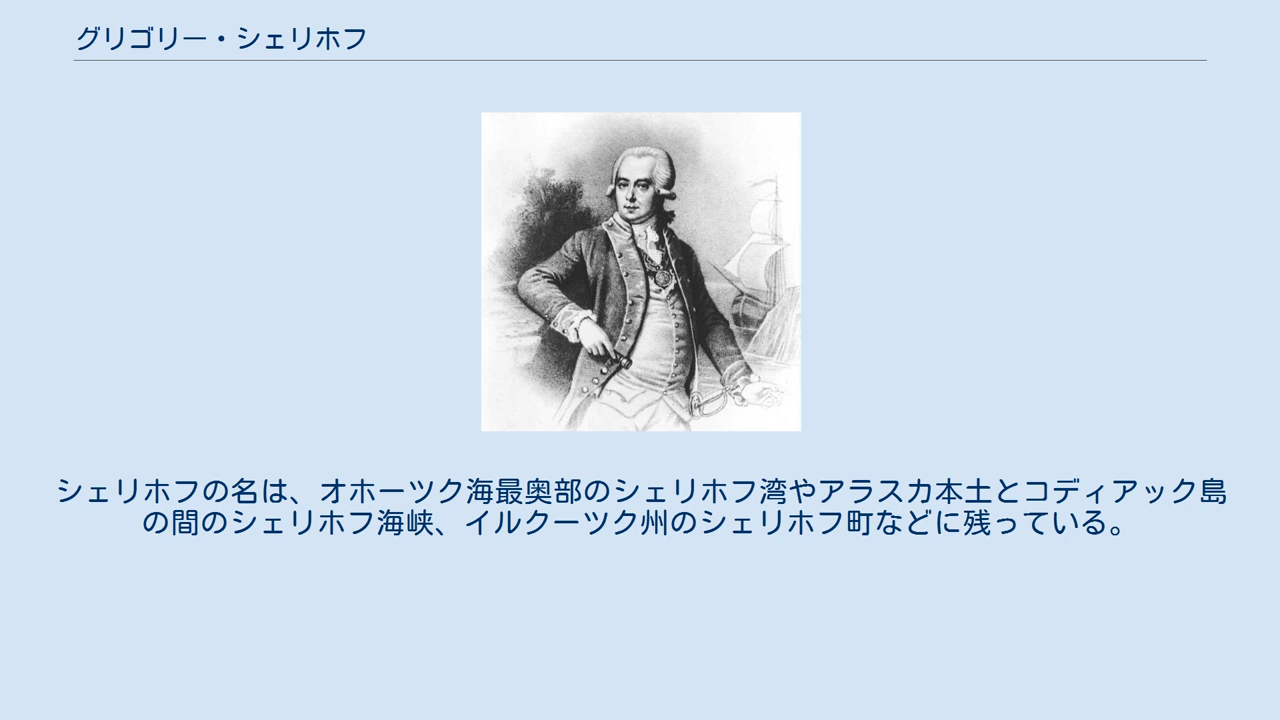 グリゴリー・シェリホフ
シェリホフの名は、オホーツク海最奥部のシェリホフ湾やアラスカ本土とコディアック島
の間のシェリホフ海峡、イルクーツク州のシェリホフ町などに残っている。